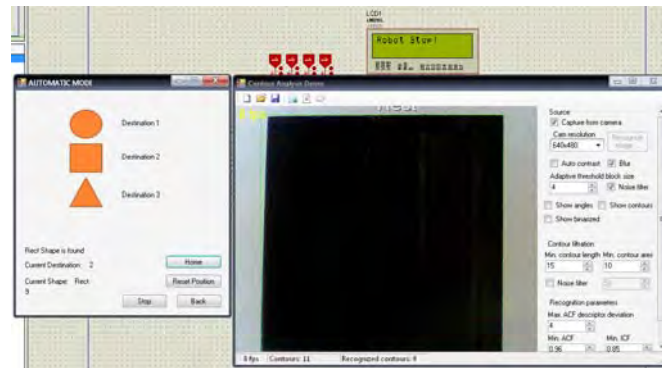 LCD1
Robot Stop!
AUTOMATIC MODE
Destination 1
Destination 2
Destination 3
Rect Shape is found
Current Destination: 2
Current Shape: Rect
9
Home
Reset Position
Stop
Back
Contour Analysis Demo
Source
Capture from camera
Cam resolution
640x480
Recognize image
Auto contrast
Blur
Adaptive threshold block size
4
Noise filter
Show angles
Show contours
Show binarized
Contour filtration
Min. contour length
Min. contour area
15
10
Noise filter
Recognition parameters
Max. ACF descriptor deviation
4
Min. ACF
Min. ICF
0.96
0.85
Contours: 11